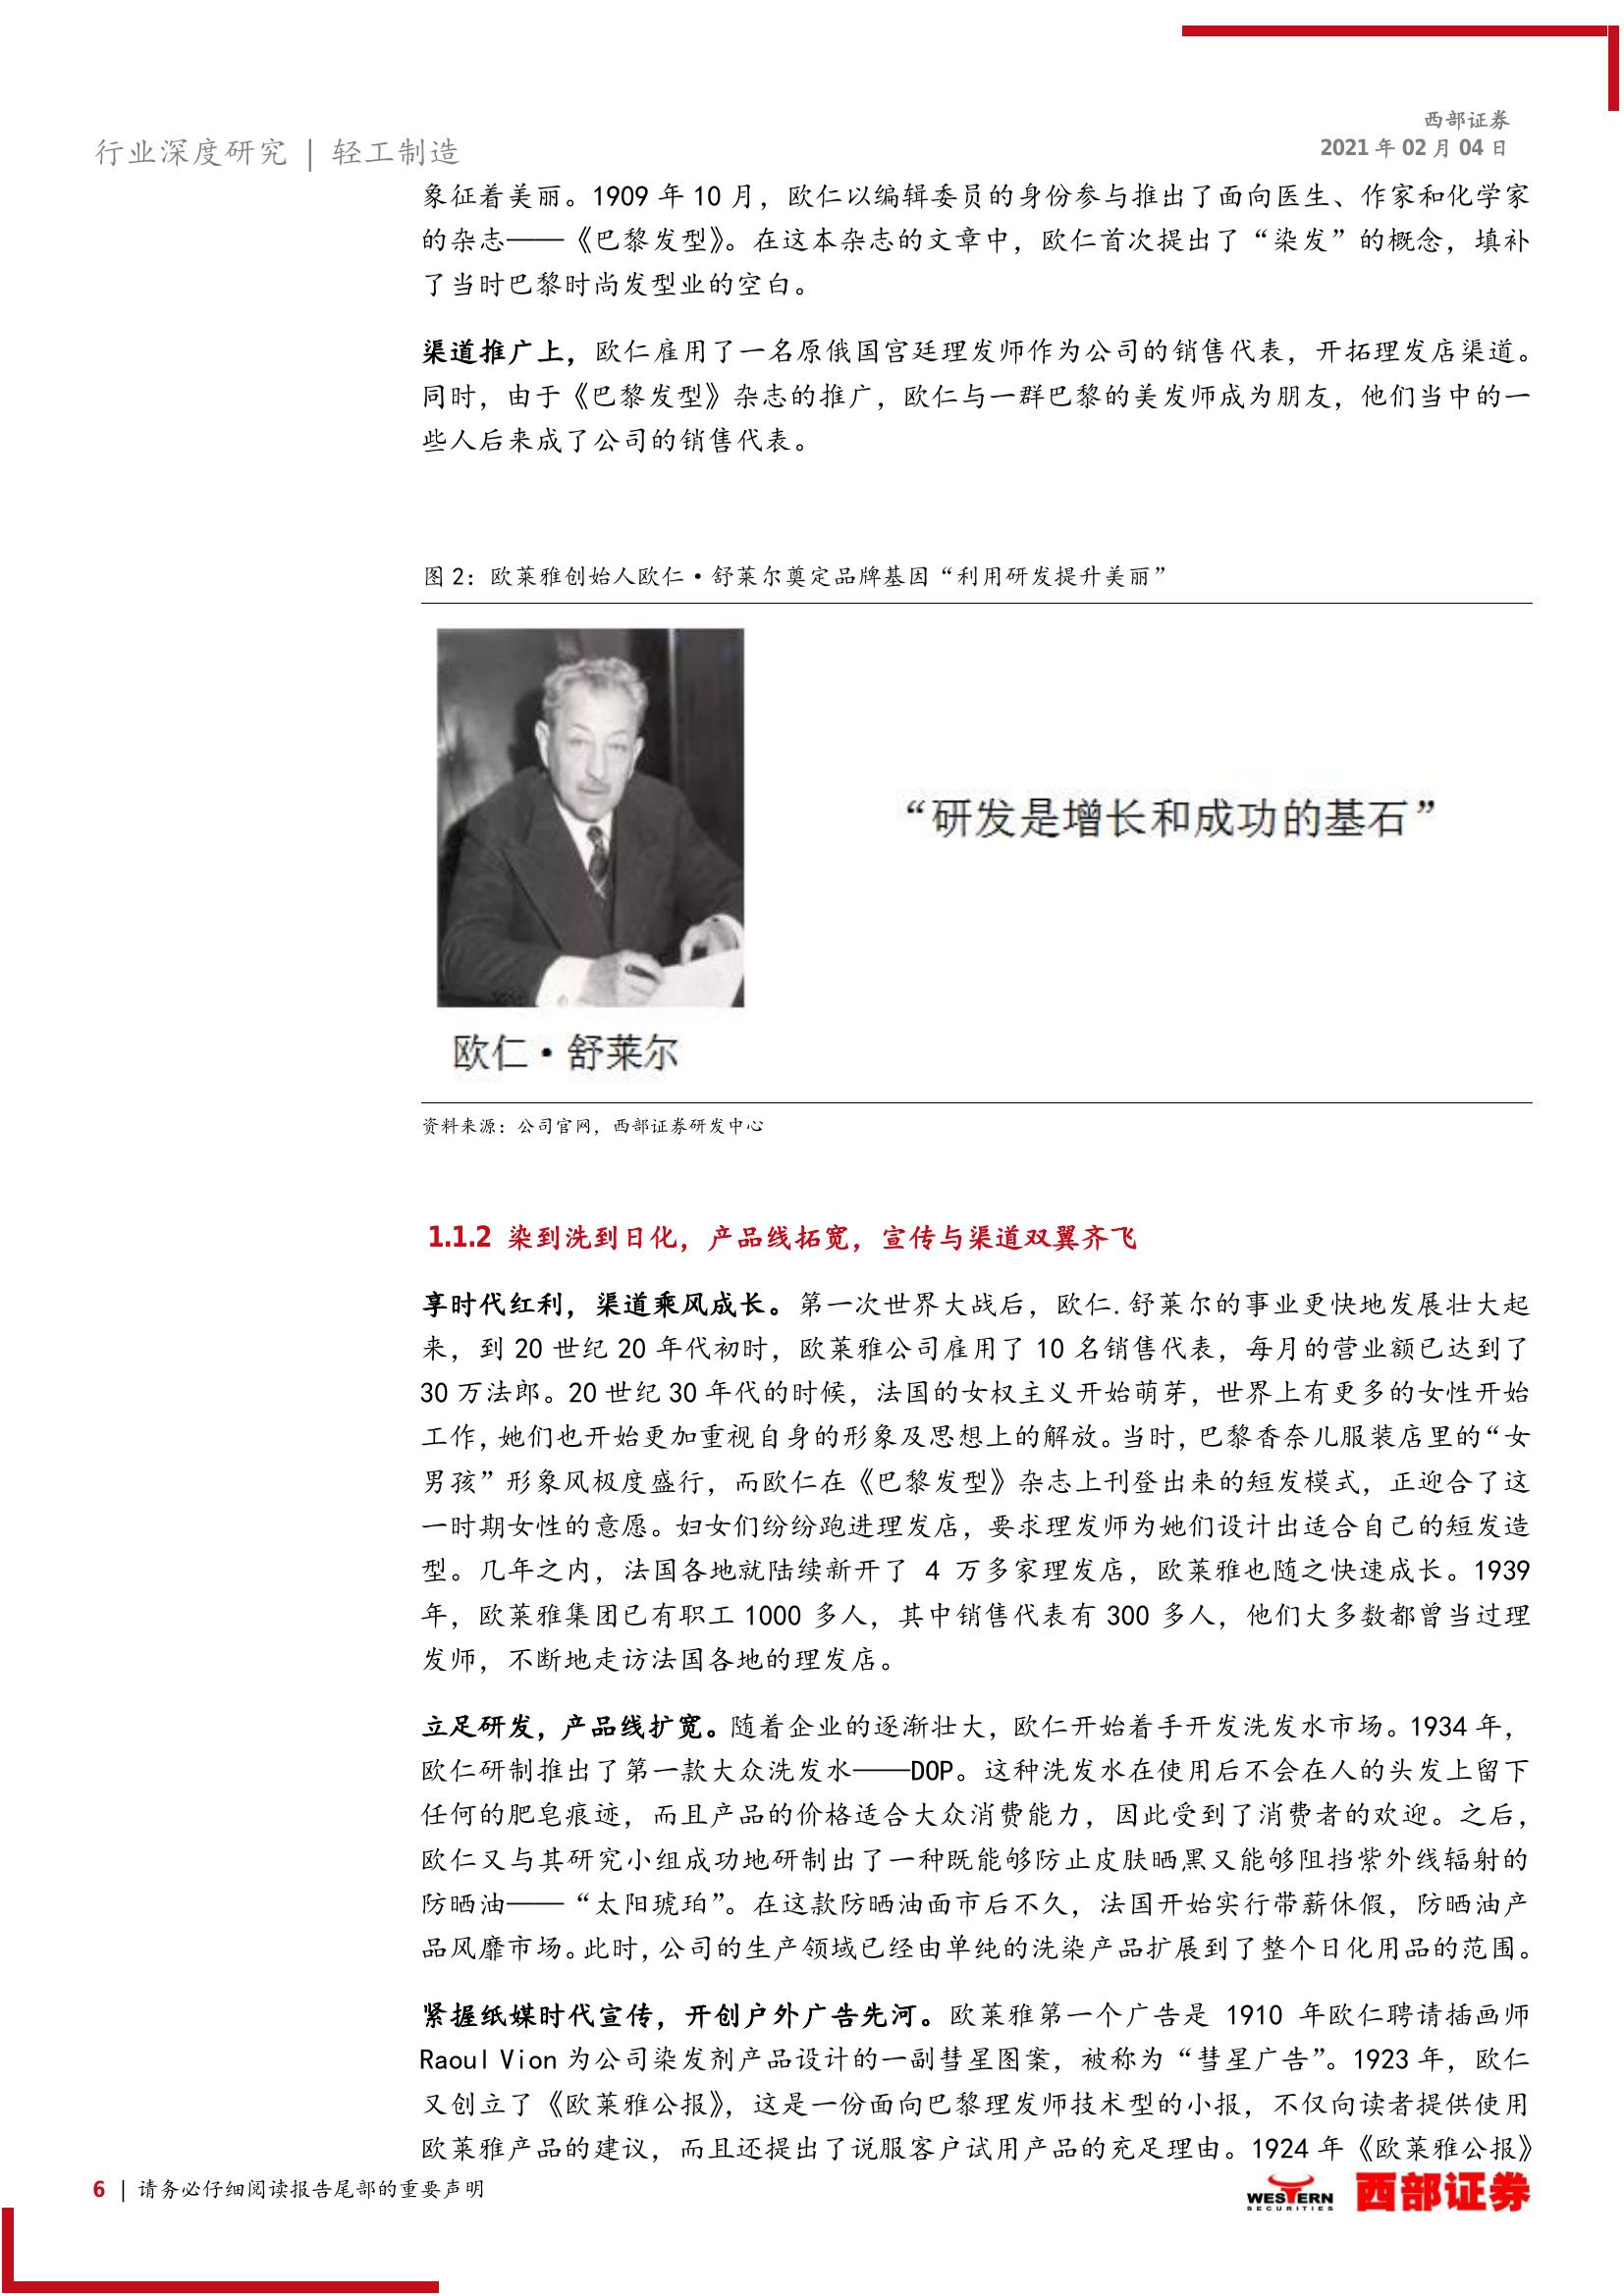 西部证券
2021 年 02 月 04 日
行业深度研究 | 轻工制造
象征着美丽。1909 年 10 月，欧仁以编辑委员的身份参与推出了面向医生、作家和化学家
的杂志——《巴黎发型》。在这本杂志的文章中，欧仁首次提出了“染发”的概念，填补
了当时巴黎时尚发型业的空白。
渠道推广上，欧仁雇用了一名原俄国宫廷理发师作为公司的销售代表，开拓理发店渠道。
同时，由于《巴黎发型》杂志的推广，欧仁与一群巴黎的美发师成为朋友，他们当中的一
些人后来成了公司的销售代表。
图 2：欧莱雅创始人欧仁·舒莱尔奠定品牌基因“利用研发提升美丽”
“研发是增长和成功的基石”
欧仁·舒莱尔
资料来源：公司官网，西部证券研发中心
1.1.2 染到洗到日化，产品线拓宽，宣传与渠道双翼齐飞
享时代红利，渠道乘风成长。第一次世界大战后，欧仁.舒莱尔的事业更快地发展壮大起
来，到 20 世纪 20 年代初时，欧莱雅公司雇用了 10 名销售代表，每月的营业额已达到了
30 万法郎。20 世纪 30 年代的时候，法国的女权主义开始萌芽，世界上有更多的女性开始
工作，她们也开始更加重视自身的形象及思想上的解放。当时，巴黎香奈儿服装店里的“女
男孩”形象风极度盛行，而欧仁在《巴黎发型》杂志上刊登出来的短发模式，正迎合了这
一时期女性的意愿。妇女们纷纷跑进理发店，要求理发师为她们设计出适合自己的短发造
型。几年之内，法国各地就陆续新开了 4 万多家理发店，欧莱雅也随之快速成长。1939
年，欧莱雅集团已有职工 1000 多人，其中销售代表有 300 多人，他们大多数都曾当过理
发师，不断地走访法国各地的理发店。
立足研发，产品线扩宽。随着企业的逐渐壮大，欧仁开始着手开发洗发水市场。1934 年，
欧仁研制推出了第一款大众洗发水——DOP。这种洗发水在使用后不会在人的头发上留下
任何的肥皂痕迹，而且产品的价格适合大众消费能力，因此受到了消费者的欢迎。之后，
欧仁又与其研究小组成功地研制出了一种既能够防止皮肤晒黑又能够阻挡紫外线辐射的
防晒油——“太阳琥珀”。在这款防晒油面市后不久，法国开始实行带薪休假，防晒油产
品风靡市场。此时，公司的生产领域已经由单纯的洗染产品扩展到了整个日化用品的范围。
紧握纸媒时代宣传，开创户外广告先河。欧莱雅第一个广告是 1910 年欧仁聘请插画师
Raoul Vion 为公司染发剂产品设计的一副彗星图案，被称为“彗星广告”。1923 年，欧仁
又创立了《欧莱雅公报》，这是一份面向巴黎理发师技术型的小报，不仅向读者提供使用
欧莱雅产品的建议，而且还提出了说服客户试用产品的充足理由。1924 年《欧莱雅公报》
6 | 请务必仔细阅读报告尾部的重要声明
WESTERN
SECURITIES
西部证券